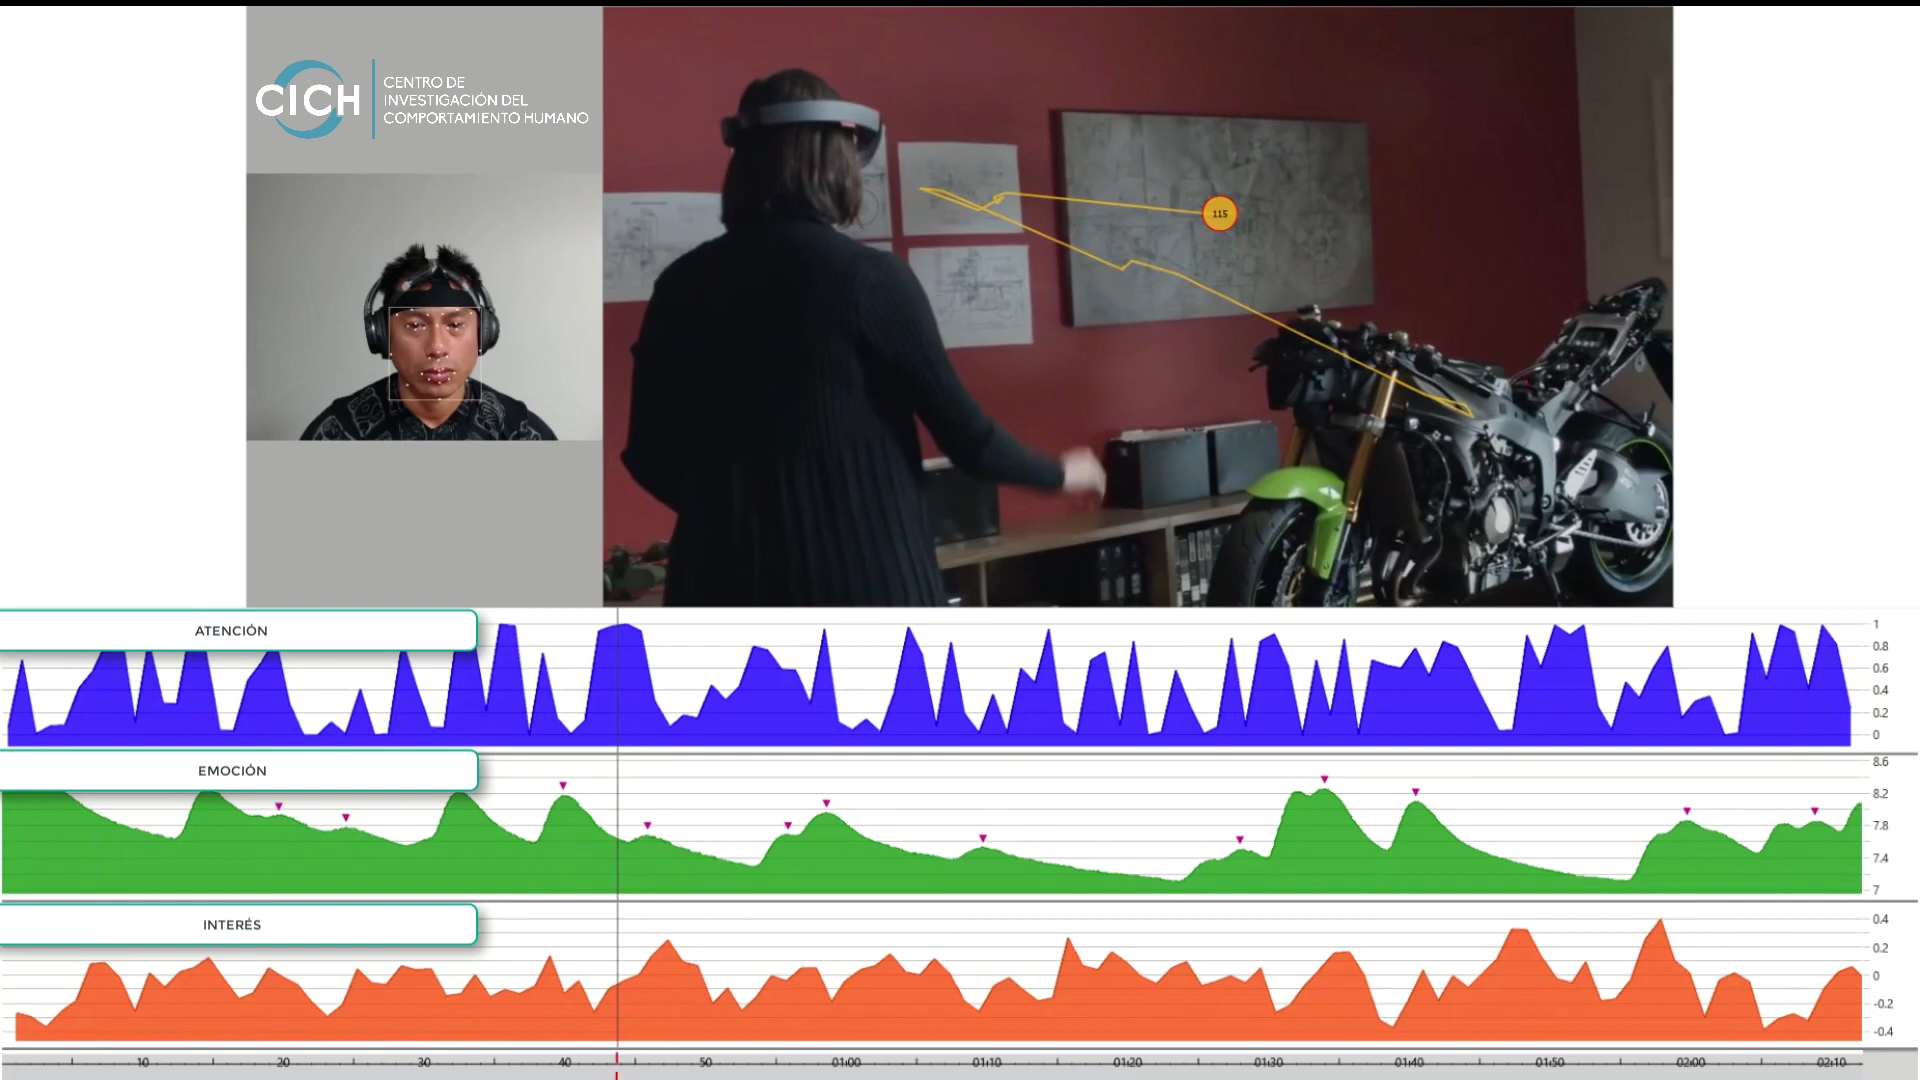 CICH
CENTRO DE
INVESTIGACIÓN DEL
COMPORTAMIENTO HUMANO
115
ATENCIÓN
1
0.8
0.6
0.4
0.2
0
EMOCIÓN
8.6
8.2
7.8
7.4
7
INTERÉS
0.4
0.2
0
-0.2
-0.4
10 20 30 40 50 01:00 01:10 01:20 01:30 01:40 01:50 02:00 02:10